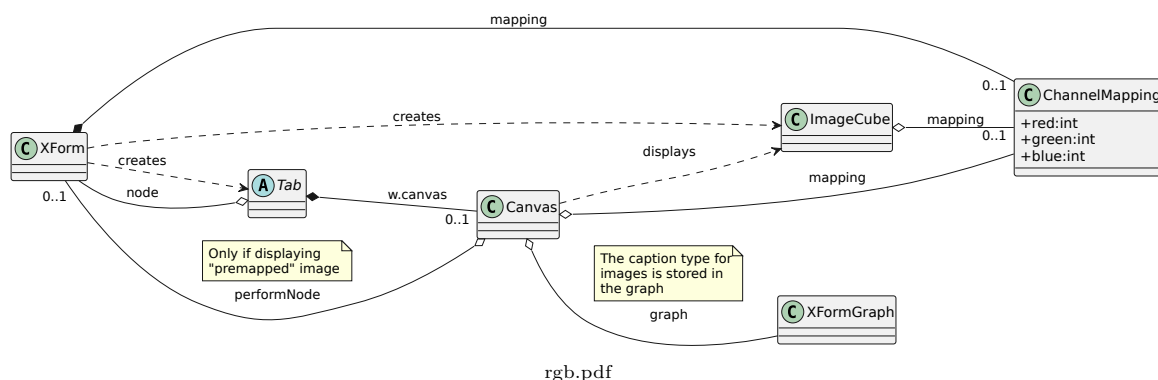 mapping
0..1
C ChannelMapping
+red:int
+green:int
+blue:int
C ImageCube
mapping
0..1
creates
displays
C XForm
creates
0..1
node
A Tab
w.canvas
0..1
C Canvas
mapping
Only if displaying
"premapped" image
performNode
The caption type for
images is stored in
the graph
graph
C XFormGraph
rgb.pdf